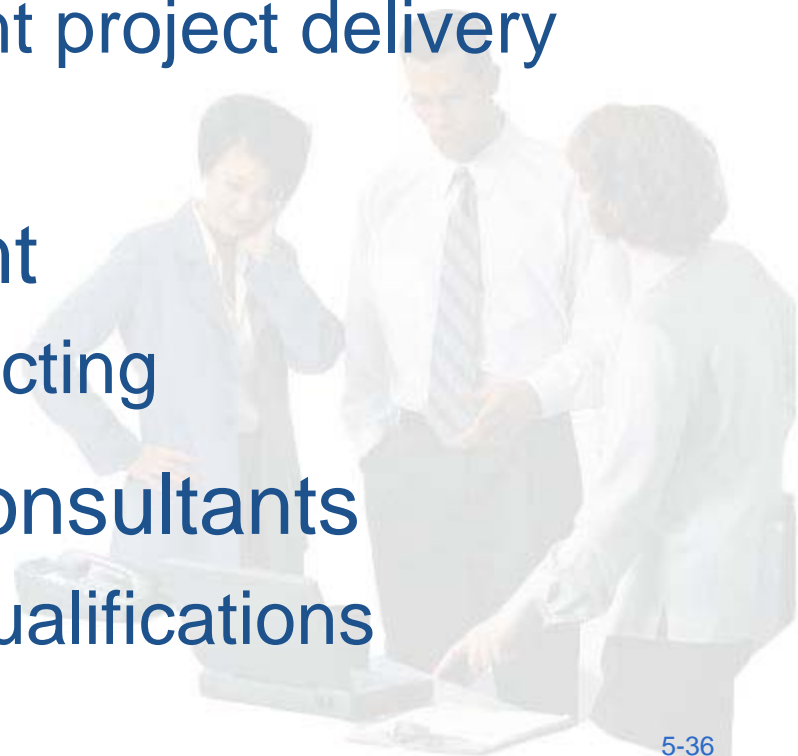 nt project delivery
nt
cting
onsultants
ualifications
5-36